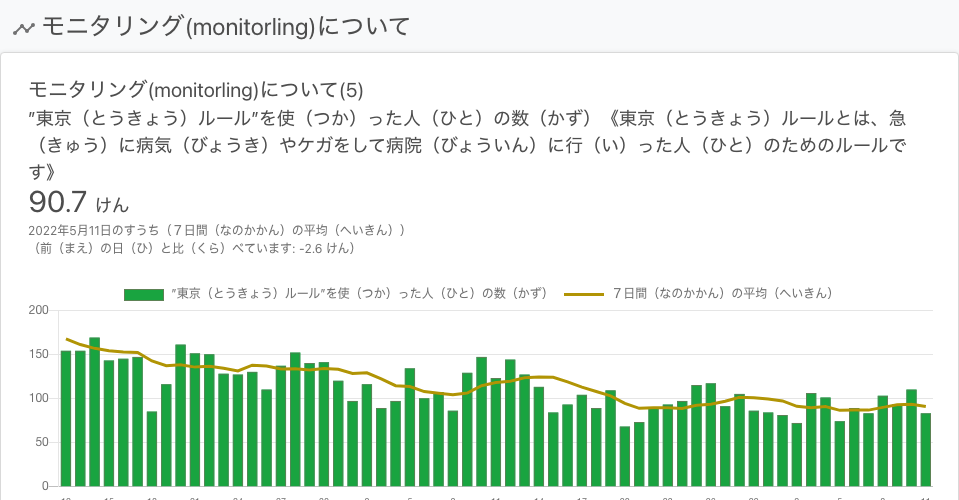 モニタリング(monitorling)について
モニタリング(monitorling)について(5)
”東京（とうきょう）ルール”を使（つか）った人（ひと）の数（かず）《東京（とうきょう）ルールとは、急
（きゅう）に病気（びょうき）やケガをして病院（びょういん）に行（い）った人（ひと）のためのルールで
す》
90.7 けん
2022年5月11日のすうち（７日間（なのかかん）の平均（へいきん））
（前（まえ）の日（ひ）と比（くら）べています: -2.6 けん）
”東京（とうきょう）ルール”を使（つか）った人（ひと）の数（かず） ７日間（なのかかん）の平均（へいきん）
200
150
100
50
0